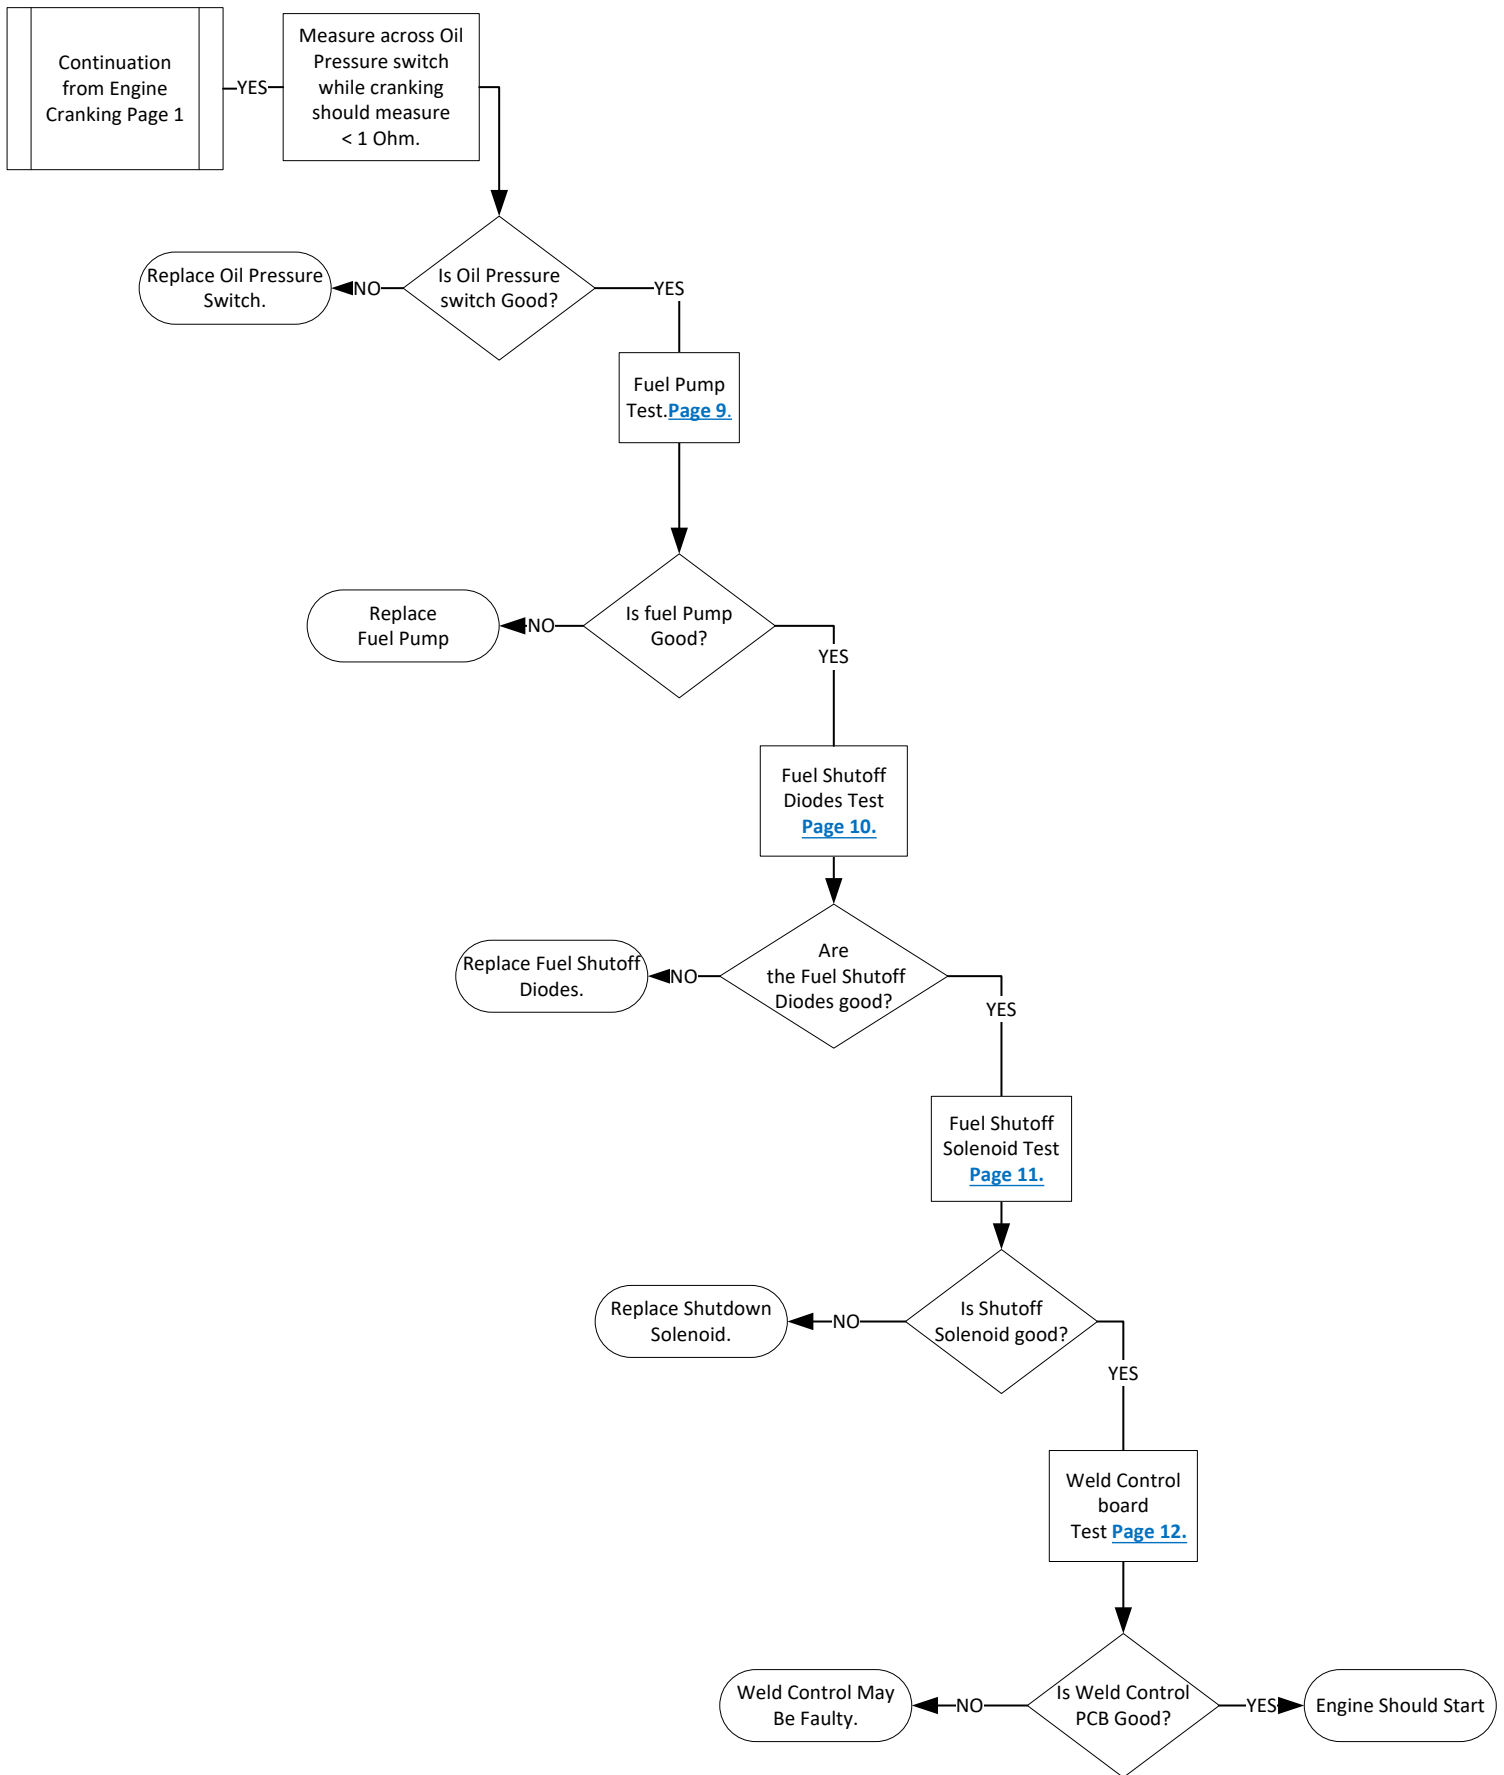 Continuation
from Engine
Cranking Page 1
YES
Measure across Oil
Pressure switch
while cranking
should measure
< 1 Ohm.
Replace Oil Pressure
Switch.
NO
Is Oil Pressure
switch Good?
YES
Fuel Pump
Test.Page 9.
Replace
Fuel Pump
NO
Is fuel Pump
Good?
YES
Fuel Shutoff
Diodes Test
Page 10.
Replace Fuel Shutoff
Diodes.
NO
Are
the Fuel Shutoff
Diodes good?
YES
Fuel Shutoff
Solenoid Test
Page 11.
Replace Shutdown
Solenoid.
NO
Is Shutoff
Solenoid good?
YES
Weld Control
board
Test Page 12.
Weld Control May
Be Faulty.
NO
Is Weld Control
PCB Good?
YES
Engine Should Start